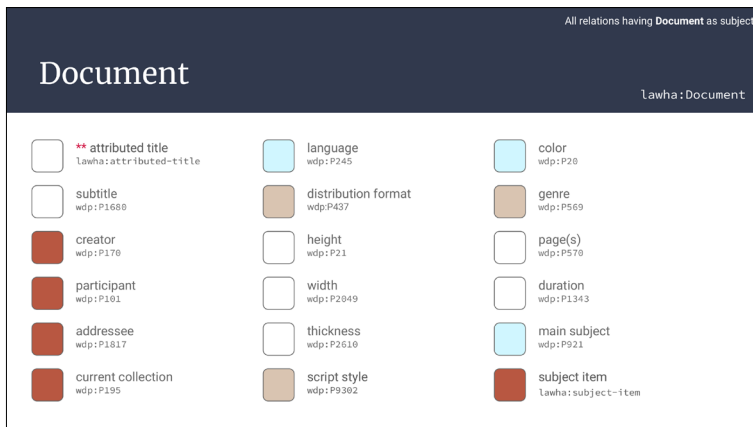 All relations having Document as subject
Document
lawha:Document
** attributed title
lawha:attributed-title
subtitle
wdp:P1680
creator
wdp:P170
participant
wdp:P101
addressee
wdp:P1817
current collection
wdp:P195
language
wdp:P245
distribution format
wdp:P437
height
wdp:P21
width
wdp:P2049
thickness
wdp:P2610
script style
wdp:P9302
color
wdp:P20
genre
wdp:P569
page(s)
wdp:P570
duration
wdp:P1343
main subject
wdp:P921
subject item
lawha:subject-item